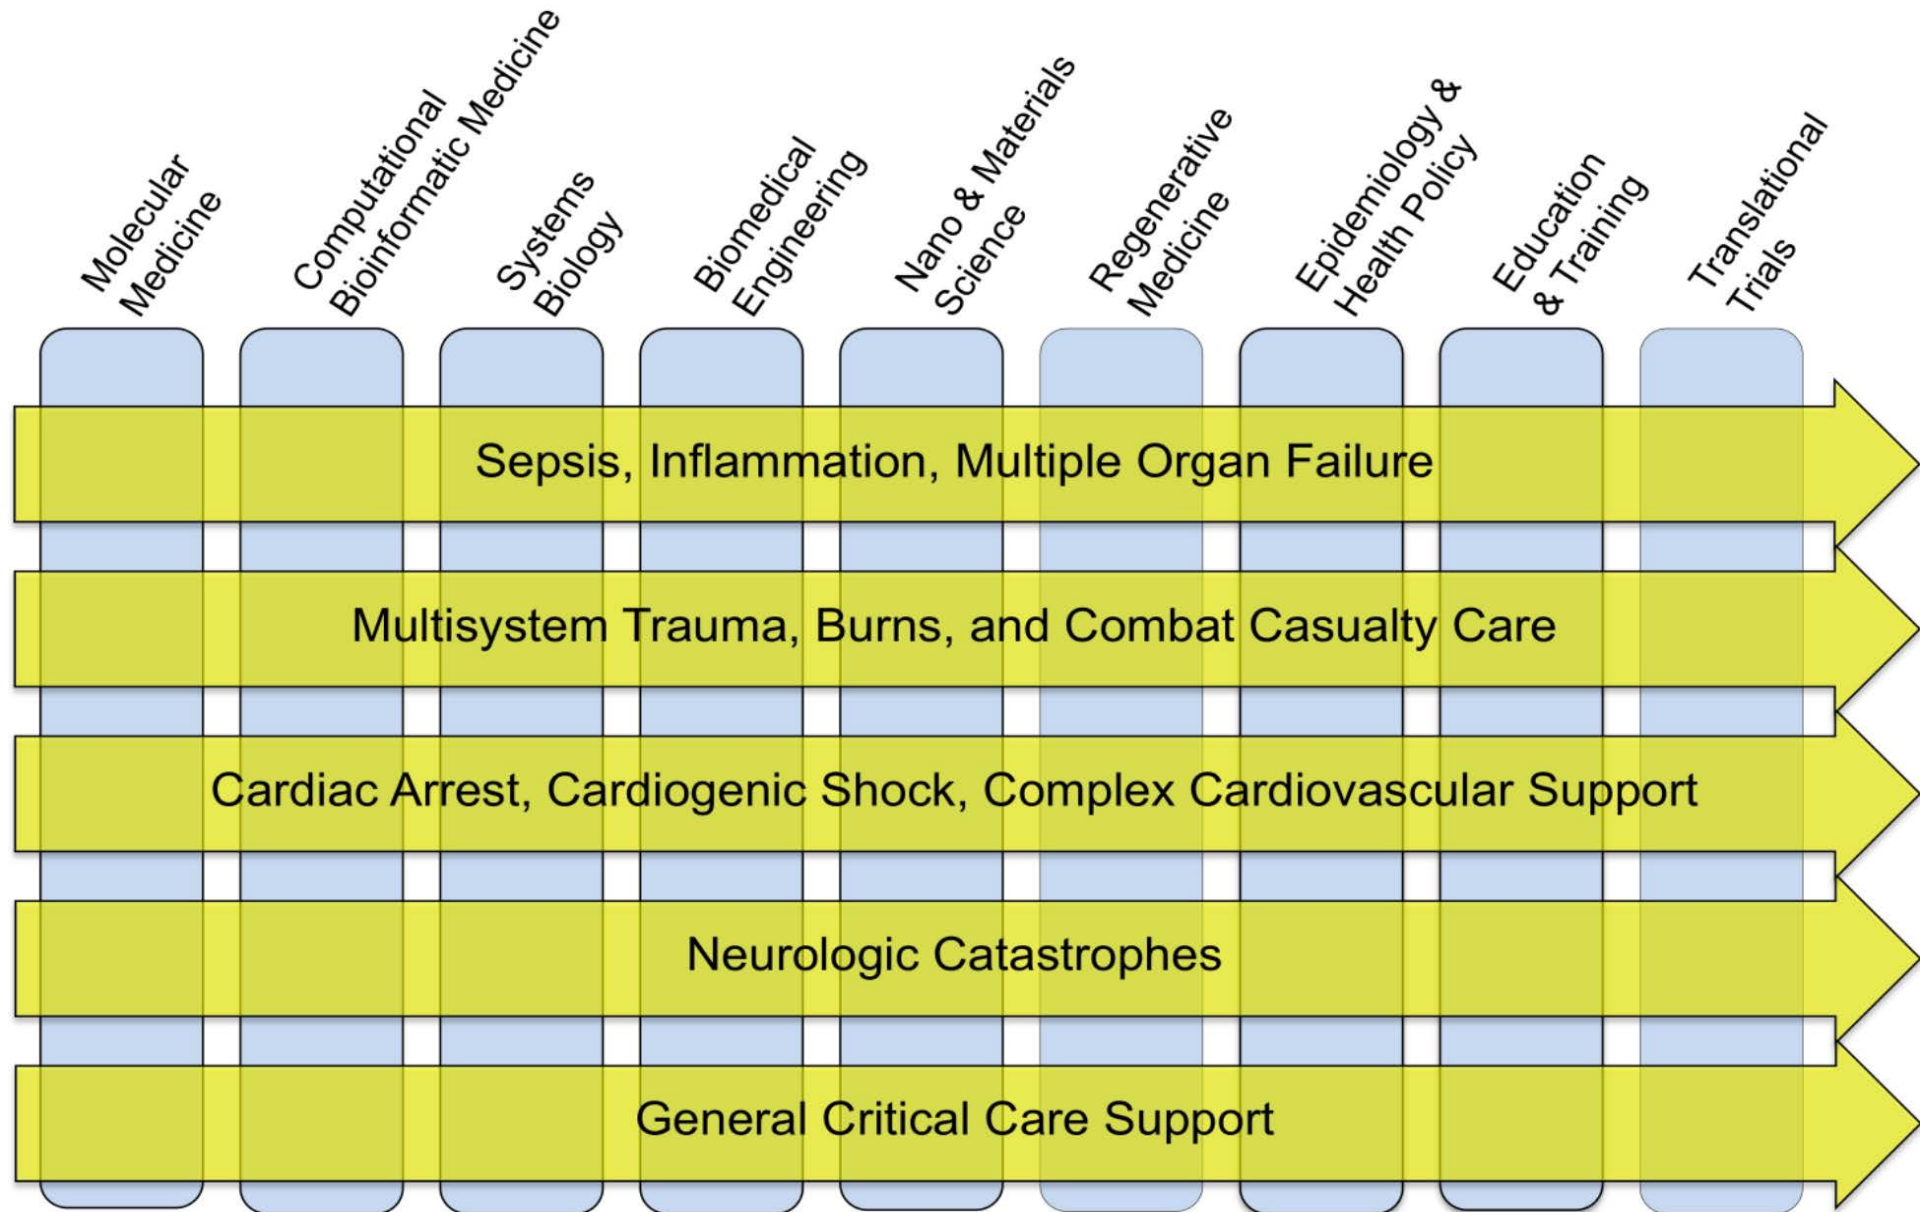 Molecular
Medicine
Computational
Bioinformatic Medicine
Systems
Biology
Biomedical
Engineering
Nano & Materials
Science
Regenerative
Medicine
Epidemiology &
Health Policy
Education
& Training
Translational
Trials
Sepsis, Inflammation, Multiple Organ Failure
Multisystem Trauma, Burns, and Combat Casualty Care
Cardiac Arrest, Cardiogenic Shock, Complex Cardiovascular Support
Neurologic Catastrophes
General Critical Care Support